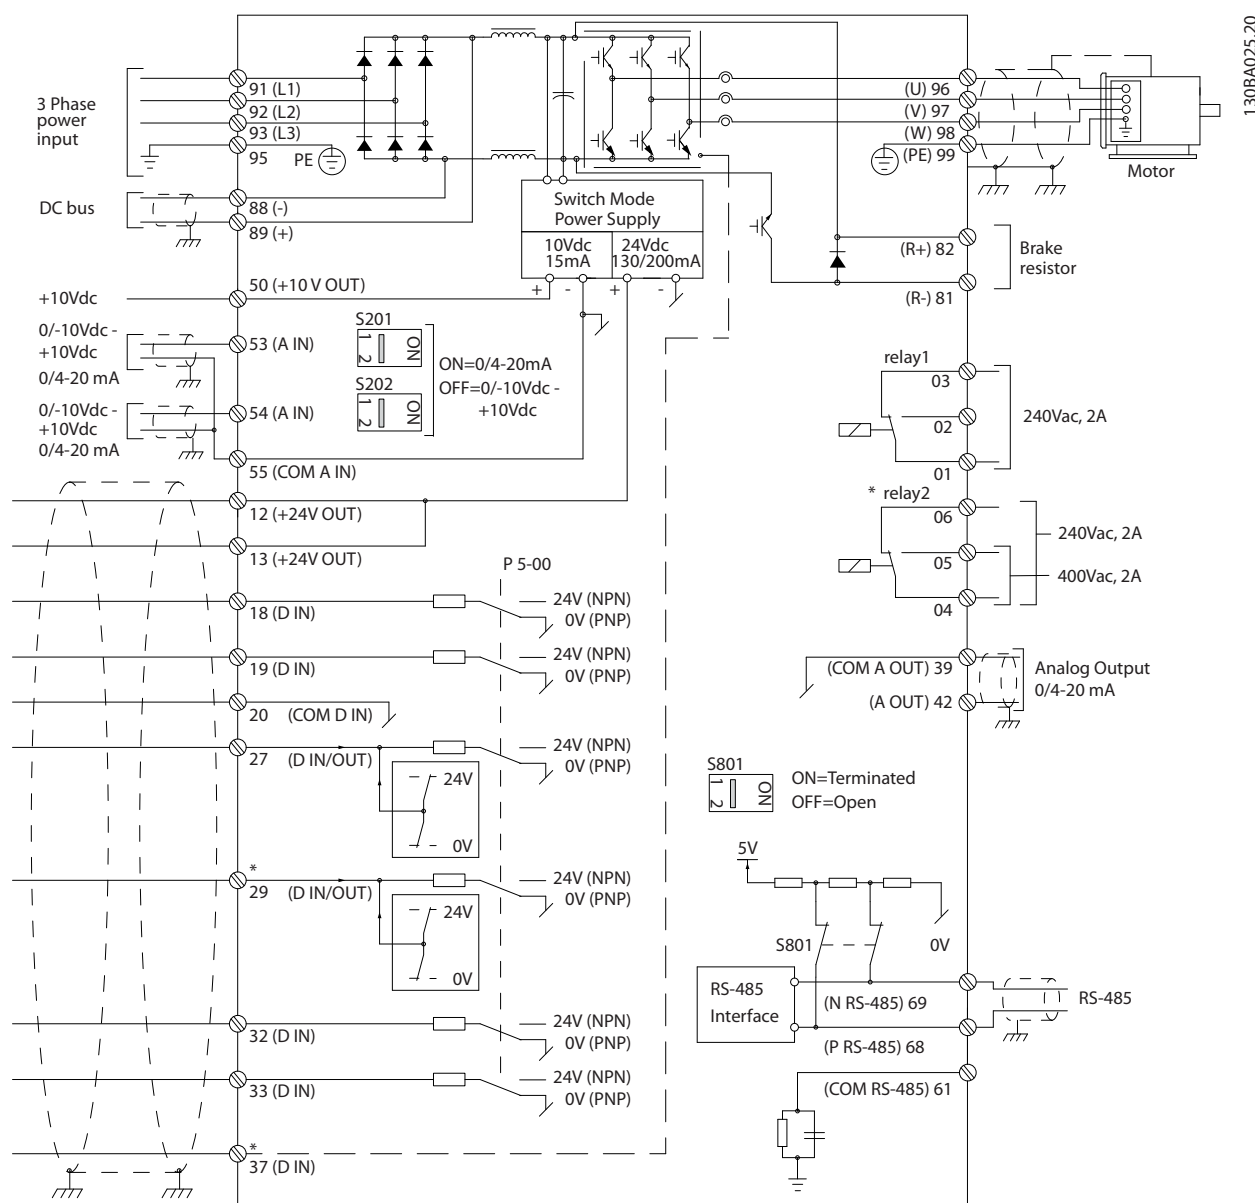 130BA025.20
3 Phase
power
input
91 (L1)
92 (L2)
93 (L3)
95
PE
DC bus
88 (-)
89 (+)
+10Vdc
50 (+10 V OUT)
0/-10Vdc -
+10Vdc
0/4-20 mA
53 (A IN)
0/-10Vdc -
+10Vdc
0/4-20 mA
54 (A IN)
55 (COM A IN)
12 (+24V OUT)
13 (+24V OUT)
18 (D IN)
19 (D IN)
20 (COM D IN)
27 (D IN/OUT)
24V
0V
*
29 (D IN/OUT)
24V
0V
32 (D IN)
33 (D IN)
*
37 (D IN)
S201
1
2
ON
S202
1
2
ON
ON=0/4-20mA
OFF=0/-10Vdc -
+10Vdc
Switch Mode
Power Supply
10Vdc
15mA
24Vdc
130/200mA
+ - + -
P 5-00
24V (NPN)
0V (PNP)
24V (NPN)
0V (PNP)
24V (NPN)
0V (PNP)
24V (NPN)
0V (PNP)
24V (NPN)
0V (PNP)
24V (NPN)
0V (PNP)
(U) 96
(V) 97
(W) 98
(PE) 99
Motor
(R+) 82
(R-) 81
Brake
resistor
relay1
03
02
01
240Vac, 2A
* relay2
06
05
04
240Vac, 2A
400Vac, 2A
(COM A OUT) 39
(A OUT) 42
Analog Output
0/4-20 mA
S801
1
2
ON
ON=Terminated
OFF=Open
5V
S801
0V
RS-485
Interface
(N RS-485) 69
(P RS-485) 68
(COM RS-485) 61
RS-485